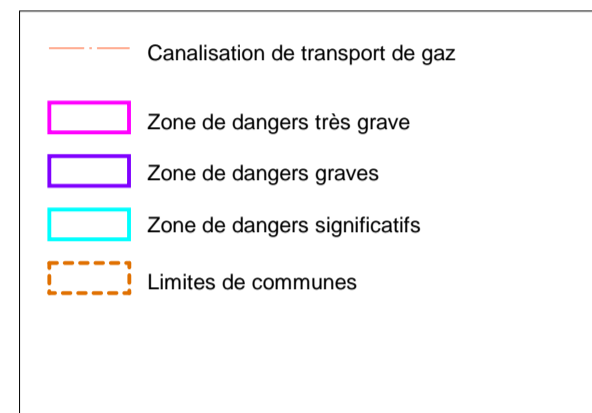 Canalisation de transport de gaz
Zone de dangers très grave
Zone de dangers graves
Zone de dangers significatifs
Limites de communes